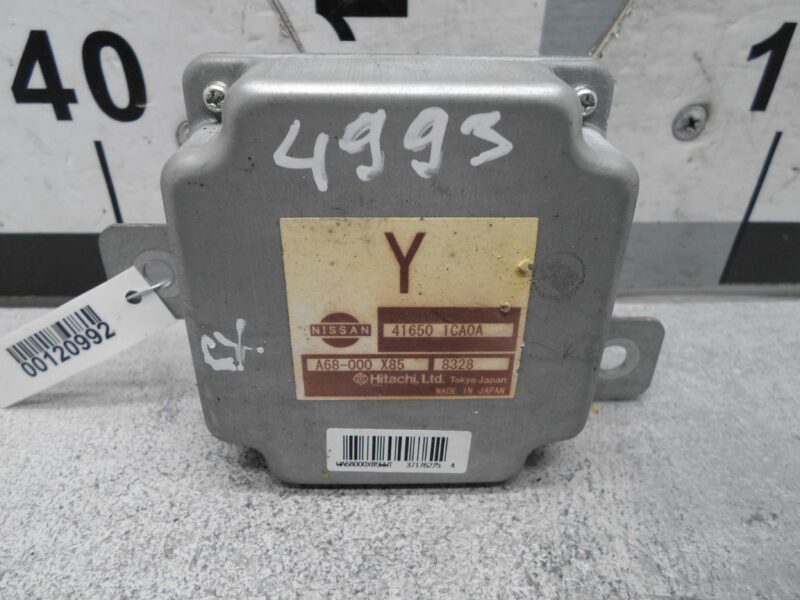 40
1
4993
Y
NISSAN
41650 1CA0A
A68-000 X85
8328
Hitachi, Ltd. Tokyo Japan
MADE IN JAPAN
00120992
WA68000X85WW1 37176275 4